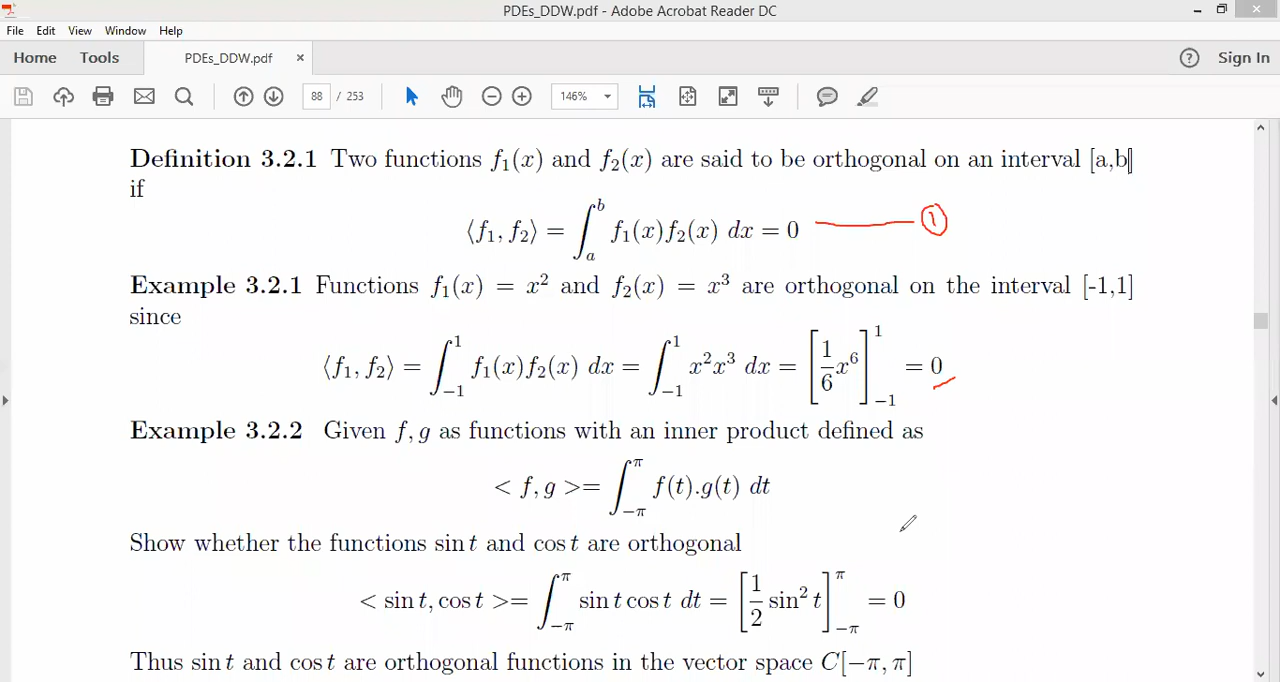 PDEs_DDW.pdf - Adobe Acrobat Reader DC
File Edit View Window Help
Home Tools PDEs_DDW.pdf × ? Sign In
88 / 253 146%
Definition 3.2.1 Two functions f₁(x) and f₂(x) are said to be orthogonal on an interval [a,b]
if
⟨f₁, f₂⟩ = ∫ₐᵇ f₁(x)f₂(x) dx = 0 ——— ①
Example 3.2.1 Functions f₁(x) = x² and f₂(x) = x³ are orthogonal on the interval [-1,1]
since
⟨f₁, f₂⟩ = ∫₋₁¹ f₁(x)f₂(x) dx = ∫₋₁¹ x²x³ dx = [1/6 x⁶]₋₁¹ = 0
Example 3.2.2 Given f, g as functions with an inner product defined as
< f, g >= ∫_{−π}^{π} f(t).g(t) dt
Show whether the functions sin t and cos t are orthogonal
< sin t, cos t >= ∫_{−π}^{π} sin t cos t dt = [1/2 sin² t]_{−π}^{π} = 0
Thus sin t and cos t are orthogonal functions in the vector space C[−π, π]